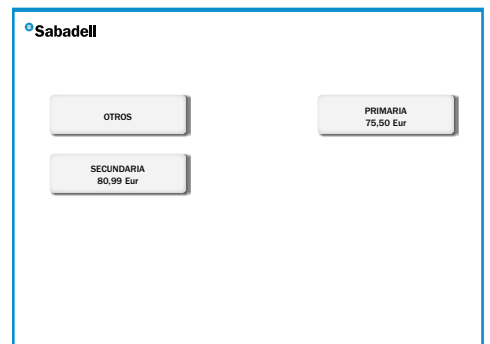 Sabadell
OTROS
PRIMARIA
75,50 Eur
SECUNDARIA
80,99 Eur